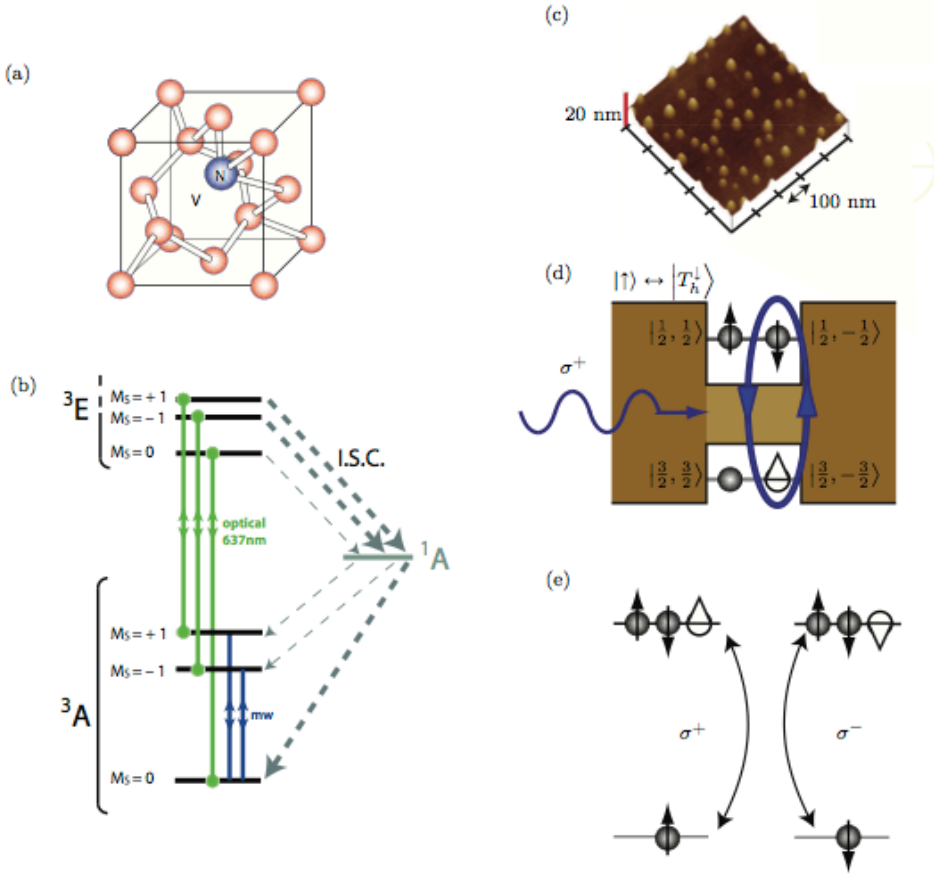 (a)
N
V
(b)
³E
Mₛ = + 1
Mₛ = − 1
Mₛ = 0
I.S.C.
optical
637nm
¹A
³A
Mₛ = + 1
Mₛ = − 1
mw
Mₛ = 0
(c)
20 nm
100 nm
(d)
|↑⟩ ↔ |T_h^↓⟩
|1/2, 1/2⟩
|1/2, −1/2⟩
σ⁺
|3/2, 3/2⟩
|3/2, −3/2⟩
(e)
σ⁺
σ⁻